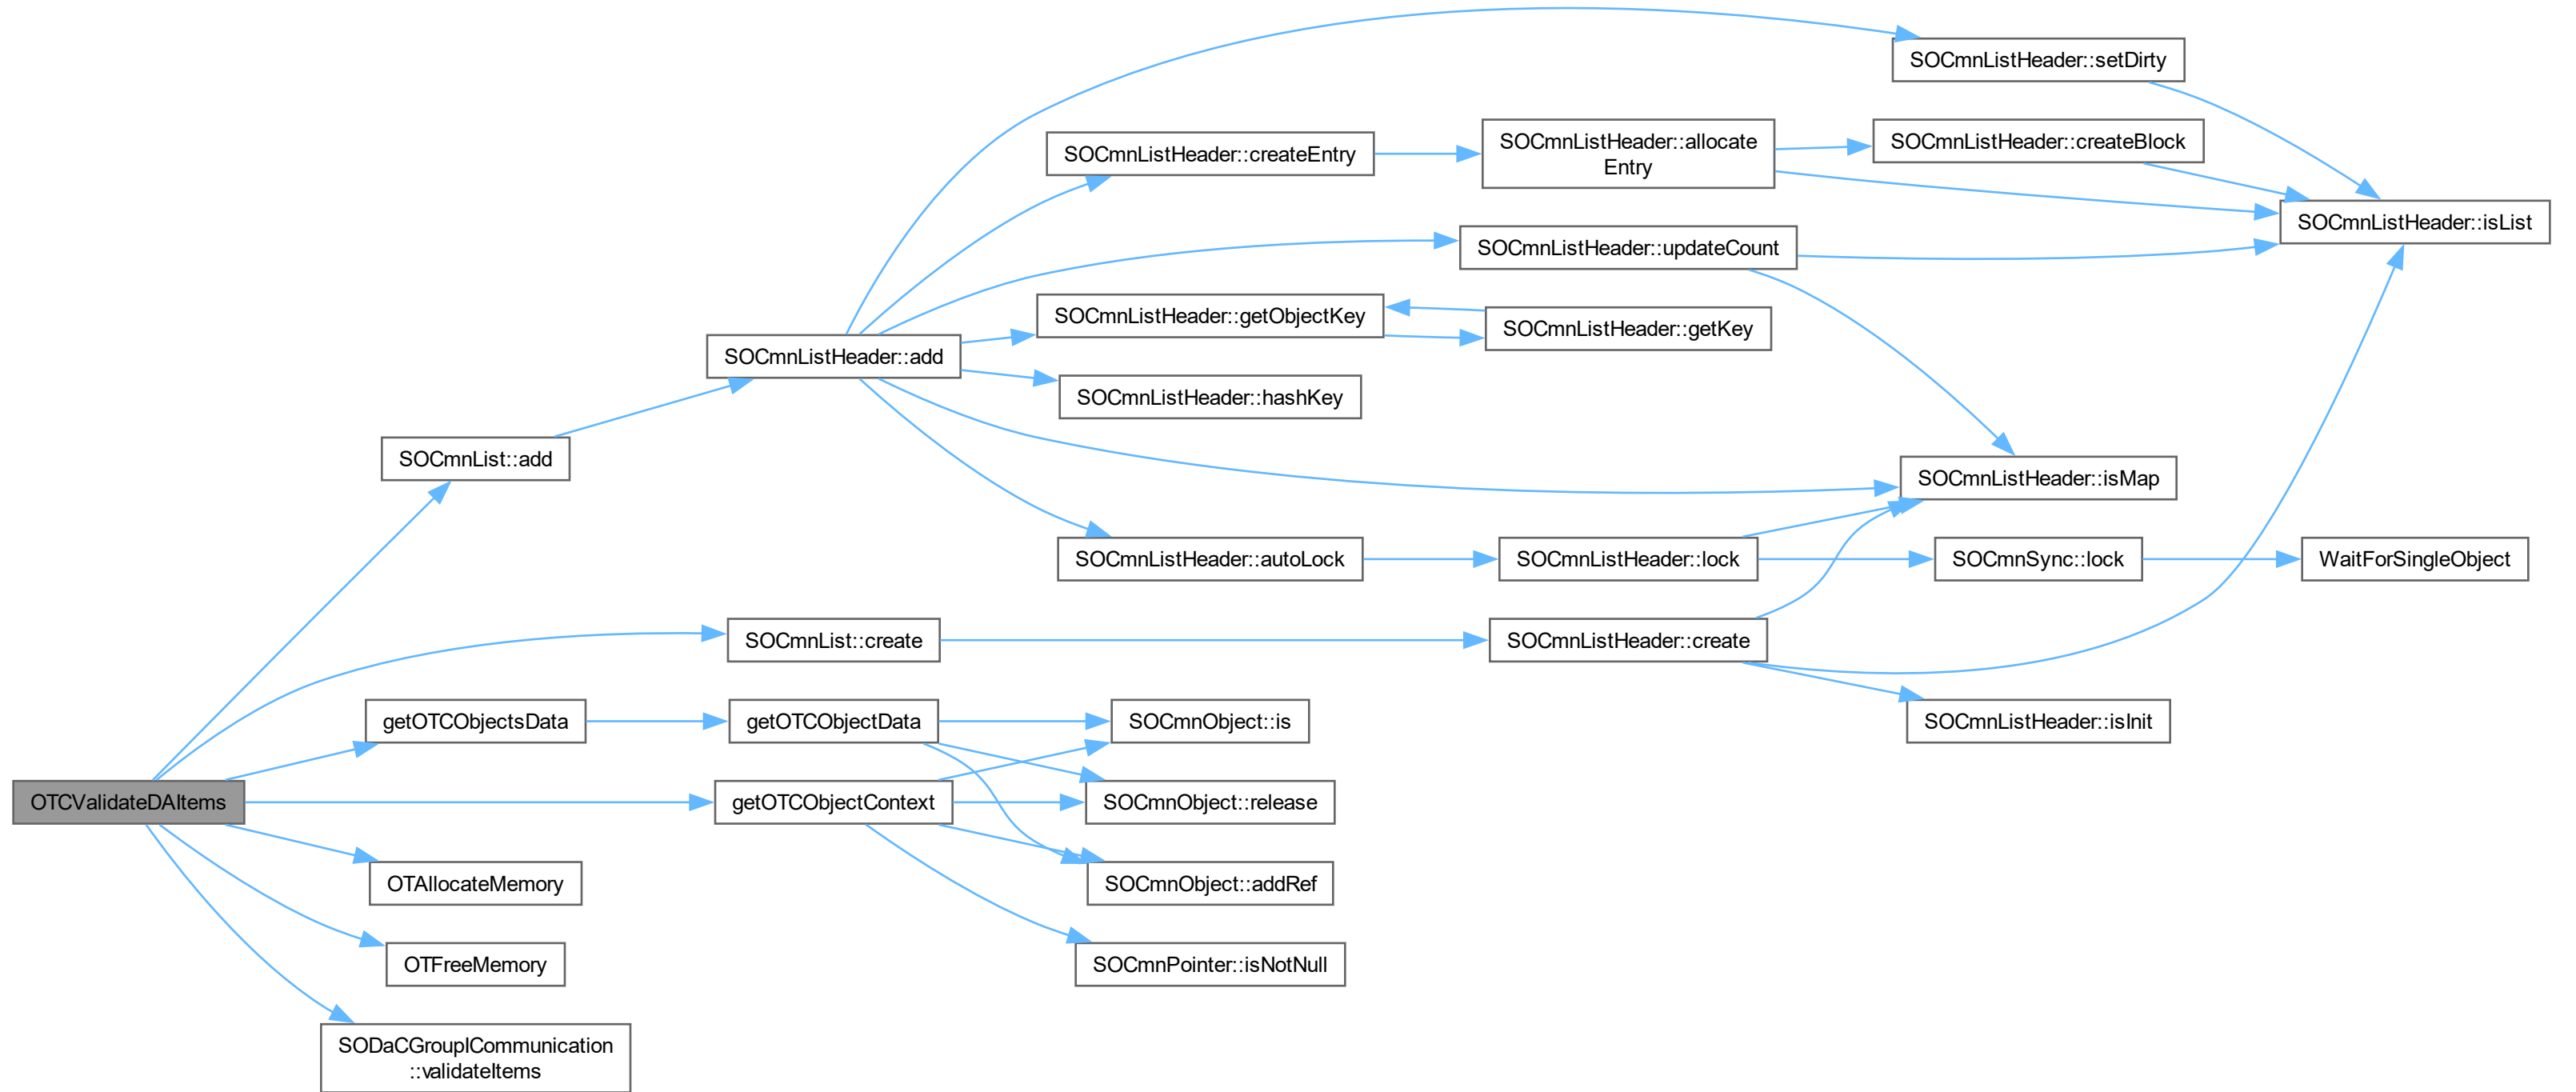 SOCmnListHeader::setDirty
SOCmnListHeader::createEntry
SOCmnListHeader::allocate
Entry
SOCmnListHeader::createBlock
SOCmnListHeader::isList
SOCmnListHeader::updateCount
SOCmnListHeader::getObjectKey
SOCmnListHeader::getKey
SOCmnListHeader::add
SOCmnListHeader::hashKey
SOCmnList::add
SOCmnListHeader::isMap
SOCmnListHeader::autoLock
SOCmnListHeader::lock
SOCmnSync::lock
WaitForSingleObject
SOCmnList::create
SOCmnListHeader::create
getOTCObjectsData
getOTCObjectData
SOCmnObject::is
SOCmnListHeader::isInit
OTCValidateDAItems
getOTCObjectContext
SOCmnObject::release
OTAllocateMemory
SOCmnObject::addRef
OTFreeMemory
SOCmnPointer::isNotNull
SODaCGroupICommunication
::validateItems